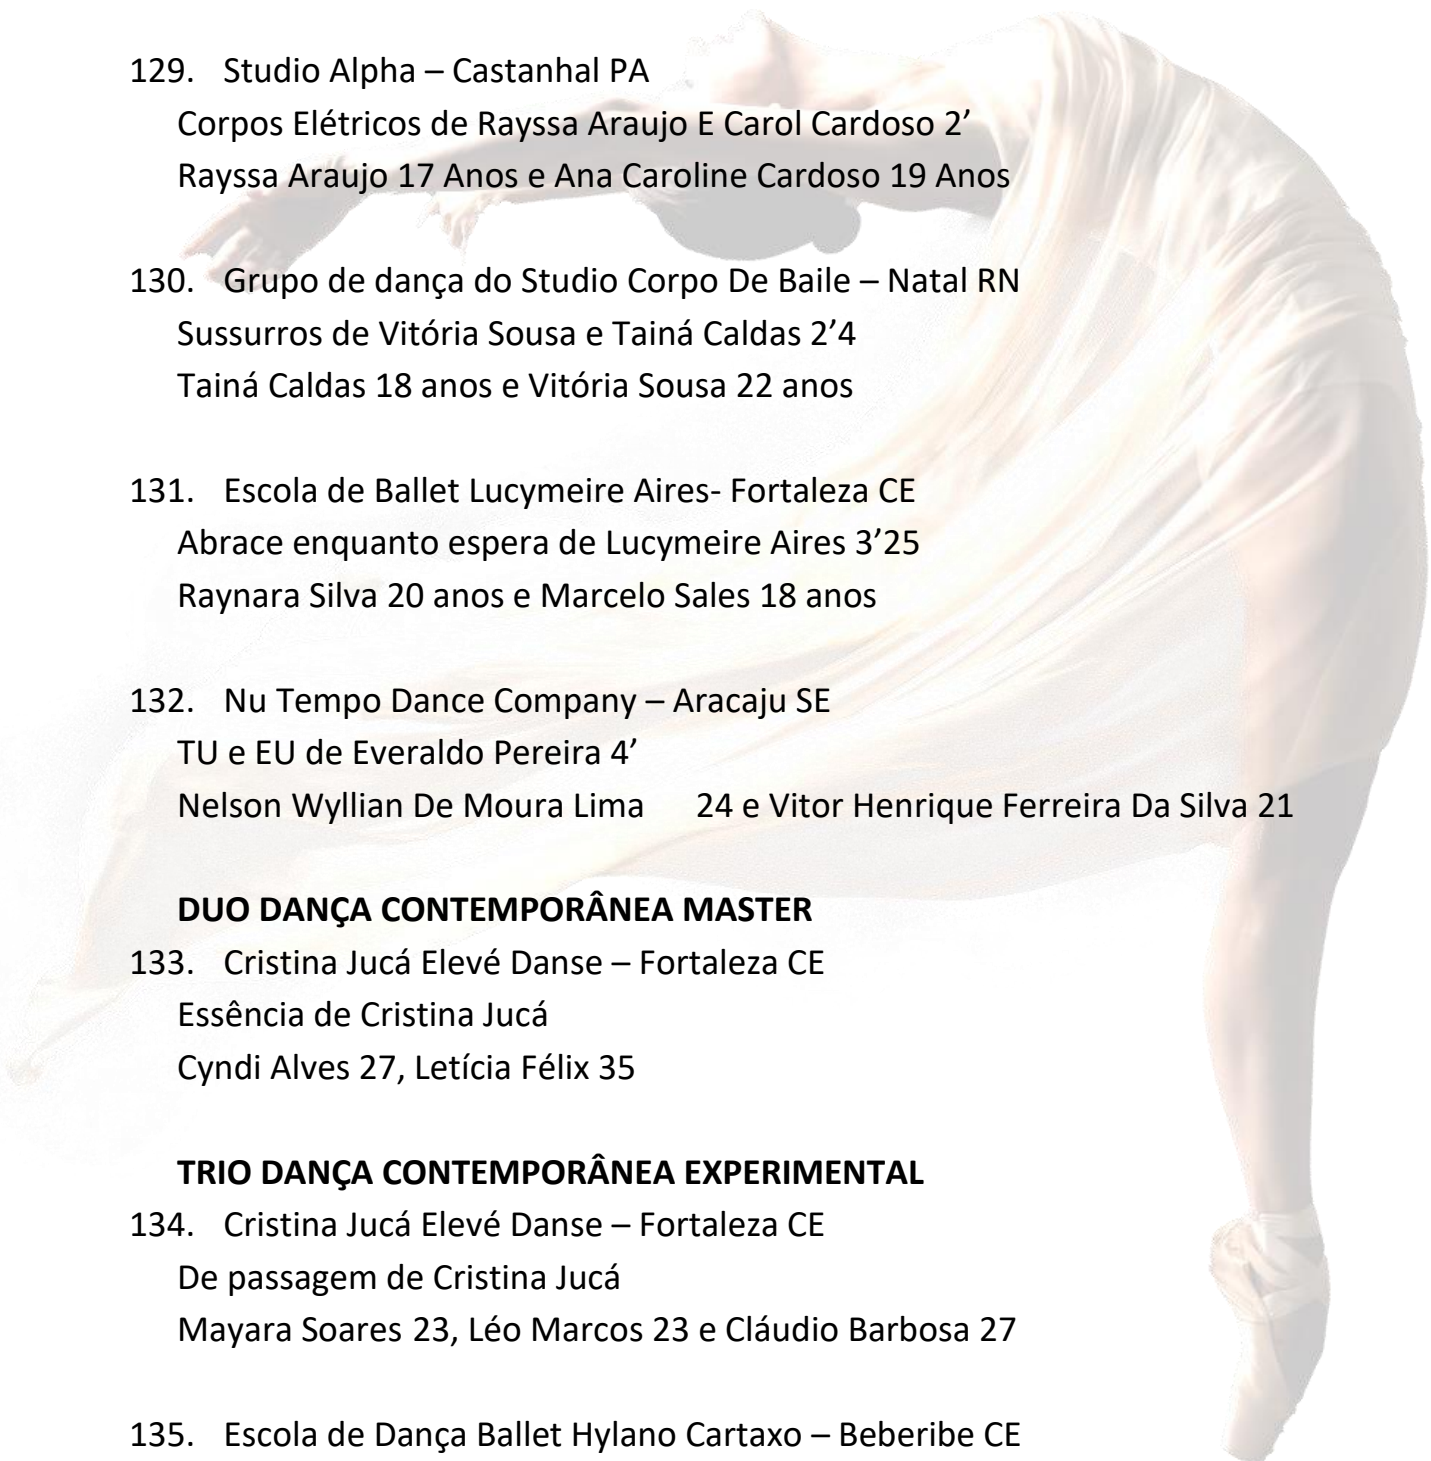 129. Studio Alpha – Castanhal PA
Corpos Elétricos de Rayssa Araujo E Carol Cardoso 2’
Rayssa Araujo 17 Anos e Ana Caroline Cardoso 19 Anos
130. Grupo de dança do Studio Corpo De Baile – Natal RN
Sussurros de Vitória Sousa e Tainá Caldas 2’4
Tainá Caldas 18 anos e Vitória Sousa 22 anos
131. Escola de Ballet Lucymeire Aires- Fortaleza CE
Abrace enquanto espera de Lucymeire Aires 3’25
Raynara Silva 20 anos e Marcelo Sales 18 anos
132. Nu Tempo Dance Company – Aracaju SE
TU e EU de Everaldo Pereira 4’
Nelson Wyllian De Moura Lima 24 e Vitor Henrique Ferreira Da Silva 21
DUO DANÇA CONTEMPORÂNEA MASTER
133. Cristina Jucá Elevé Danse – Fortaleza CE
Essência de Cristina Jucá
Cyndi Alves 27, Letícia Félix 35
TRIO DANÇA CONTEMPORÂNEA EXPERIMENTAL
134. Cristina Jucá Elevé Danse – Fortaleza CE
De passagem de Cristina Jucá
Mayara Soares 23, Léo Marcos 23 e Cláudio Barbosa 27
135. Escola de Dança Ballet Hylano Cartaxo – Beberibe CE